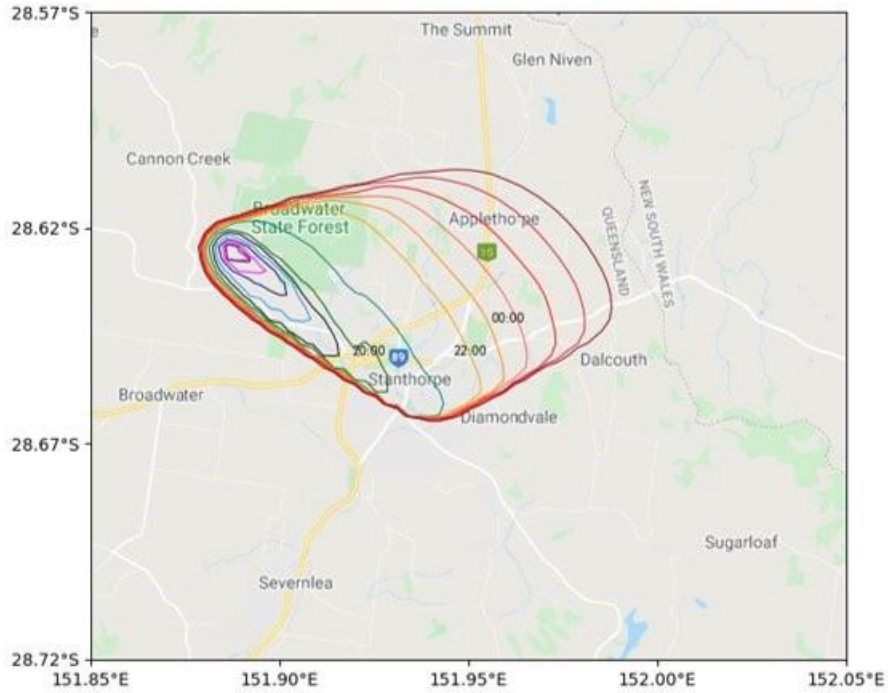 28.57°S
e
The Summit
Glen Niven
Cannon Creek
Broadwater
State Forest
Applethorpe
28.62°S
15
QUEENSLAND
NEW SOUTH WALES
00:00
20:00
89
22:00
Stanthorpe
Dalcouth
Broadwater
Diamondvale
28.67°S
Sugarloaf
Severnlea
28.72°S
151.85°E
151.90°E
151.95°E
152.00°E
152.05°E